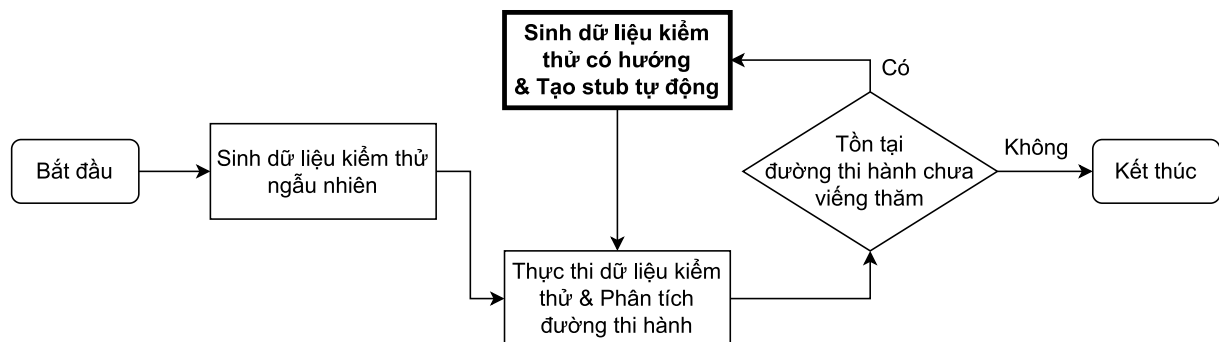 Bắt đầu
Sinh dữ liệu kiểm thử
ngẫu nhiên
Sinh dữ liệu kiểm
thử có hướng
& Tạo stub tự động
Thực thi dữ liệu kiểm
thử & Phân tích
đường thi hành
Tồn tại
đường thi hành chưa
viếng thăm
Có
Không
Kết thúc